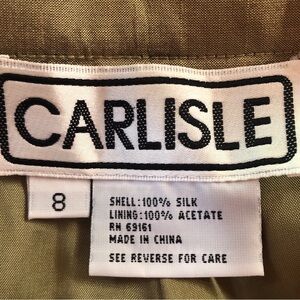 CARLISLE
8
SHELL:100% SILK
LINING:100% ACETATE
RN 69161
MADE IN CHINA
SEE REVERSE FOR CARE